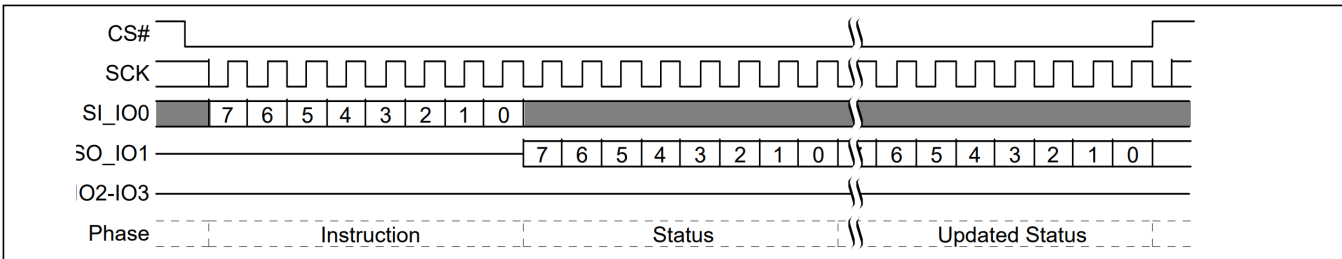 CS#
SCK
SI_IO0 7 6 5 4 3 2 1 0
SO_IO1 7 6 5 4 3 2 1 0 6 5 4 3 2 1 0
IO2-IO3
Phase Instruction Status Updated Status